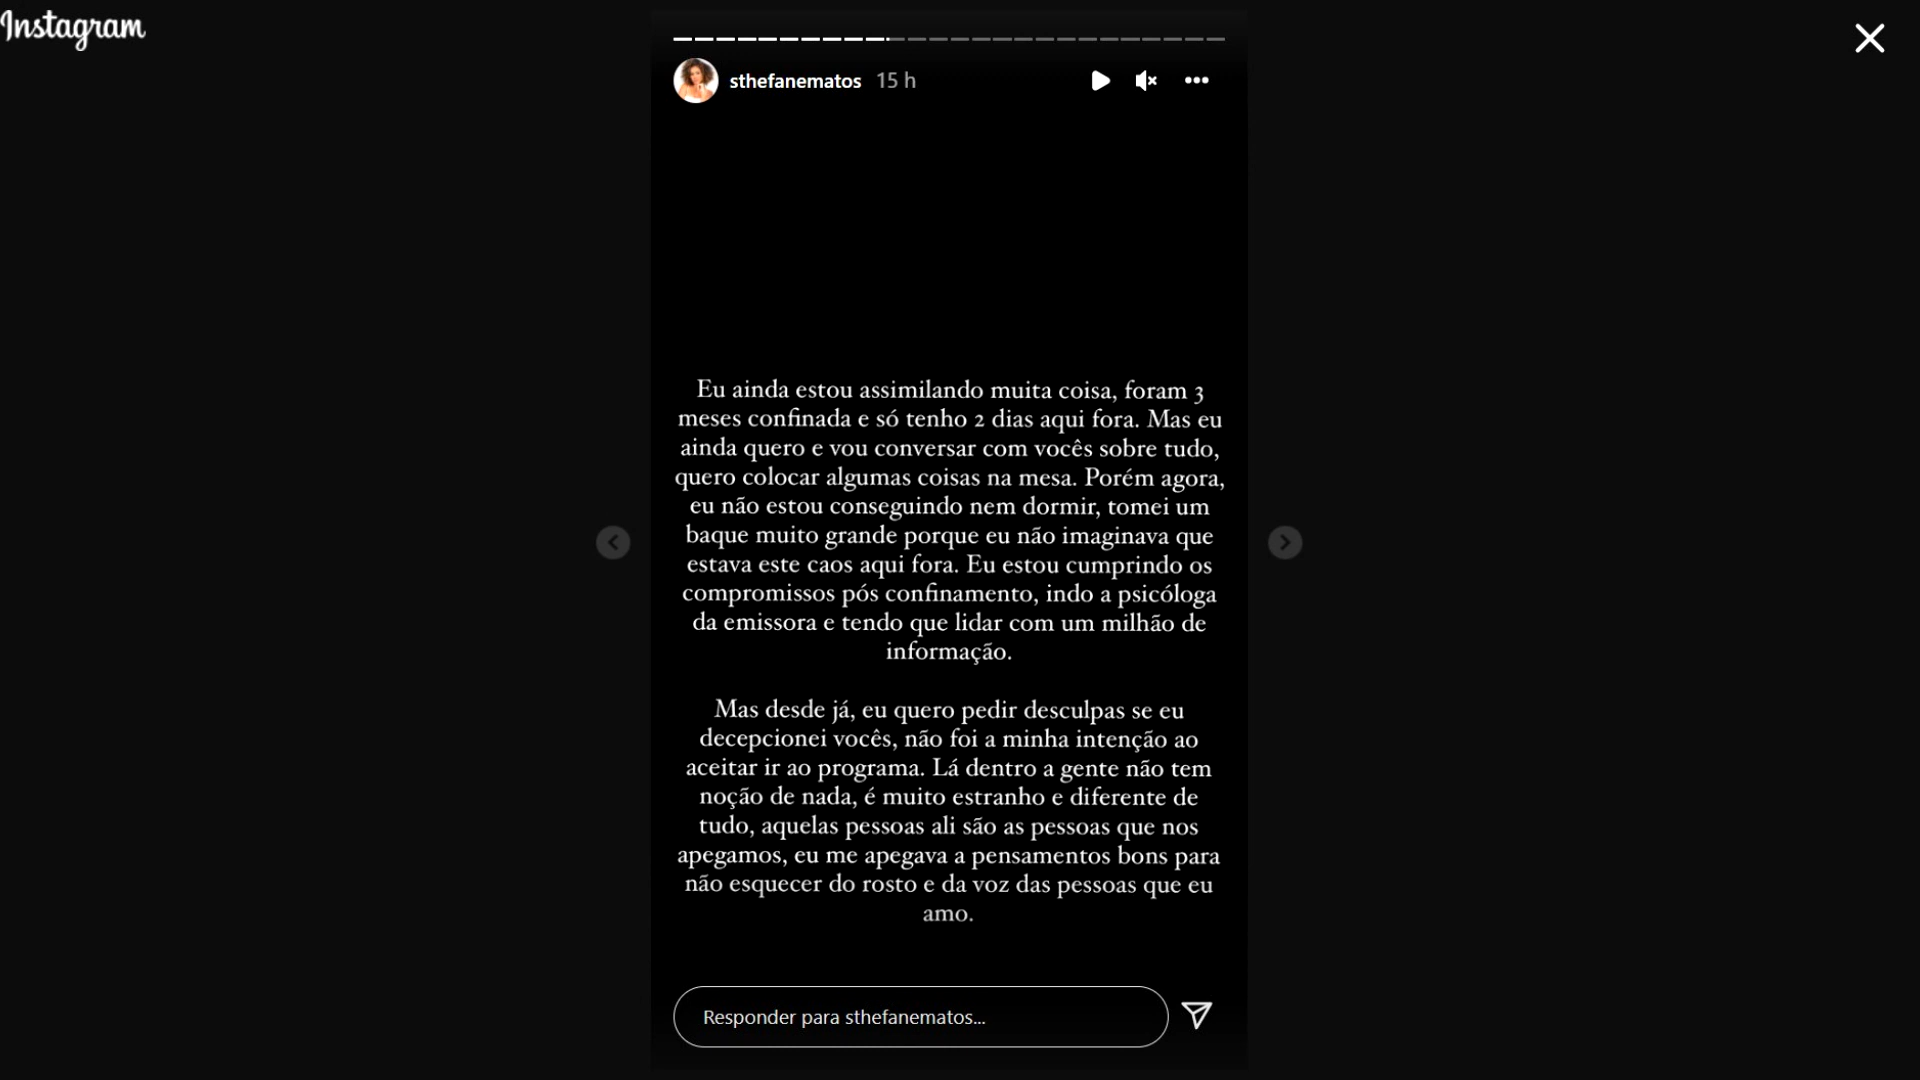 Instagram
sthefanematos 15 h
Eu ainda estou assimilando muita coisa, foram 3
meses confinada e só tenho 2 dias aqui fora. Mas eu
ainda quero e vou conversar com vocês sobre tudo,
quero colocar algumas coisas na mesa. Porém agora,
eu não estou conseguindo nem dormir, tomei um
baque muito grande porque eu não imaginava que
estava este caos aqui fora. Eu estou cumprindo os
compromissos pós confinamento, indo a psicóloga
da emissora e tendo que lidar com um milhão de
informação.
Mas desde já, eu quero pedir desculpas se eu
decepcionei vocês, não foi a minha intenção ao
aceitar ir ao programa. Lá dentro a gente não tem
noção de nada, é muito estranho e diferente de
tudo, aquelas pessoas ali são as pessoas que nos
apegamos, eu me apegava a pensamentos bons para
não esquecer do rosto e da voz das pessoas que eu
amo.
Responder para sthefanematos...